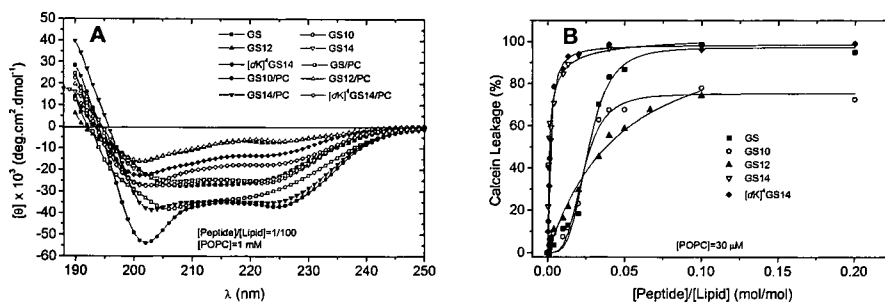 A
GS
GS10
GS12
GS14
[dK]⁴GS14
GS/PC
GS10/PC
GS12/PC
GS14/PC
[dK]⁴GS14/PC
[θ] x 10³ (deg.cm².dmol⁻¹)
50
40
30
20
10
0
-10
-20
-30
-40
-50
-60
[Peptide]/[Lipid]=1/100
[POPC]=1 mM
190
200
210
220
230
240
250
λ (nm)
B
Calcein Leakage (%)
100
80
60
40
20
0
GS
GS10
GS12
GS14
[dK]⁴GS14
[POPC]=30 μM
0.00
0.05
0.10
0.15
0.20
[Peptide]/[Lipid] (mol/mol)